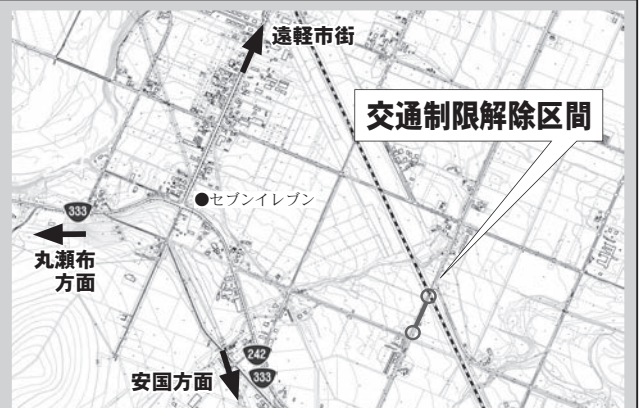 遠軽市街
交通制限解除区間
●セブンイレブン
333
丸瀬布
方面
242
333
安国方面